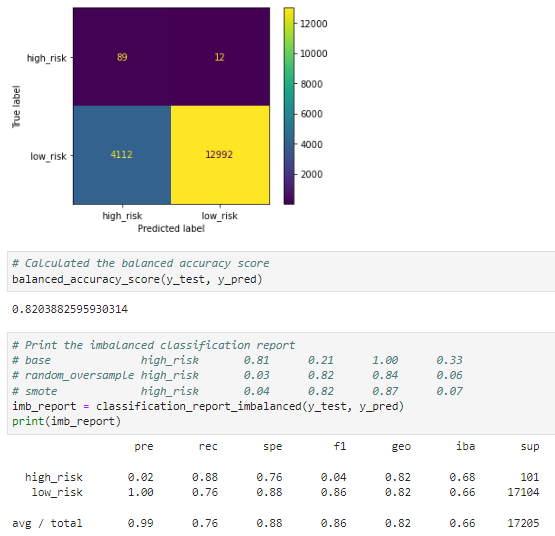 high_risk 89 12
low_risk 4112 12992
high_risk low_risk
True label
Predicted label
12000
10000
8000
6000
4000
2000
# Calculated the balanced accuracy score
balanced_accuracy_score(y_test, y_pred)
0.8203882595930314
# Print the imbalanced classification report
# base high_risk 0.81 0.21 1.00 0.33
# random_oversample high_risk 0.03 0.82 0.84 0.06
# smote high_risk 0.04 0.82 0.87 0.07
imb_report = classification_report_imbalanced(y_test, y_pred)
print(imb_report)
pre rec spe f1 geo iba sup
high_risk 0.02 0.88 0.76 0.04 0.82 0.68 101
low_risk 1.00 0.76 0.88 0.86 0.82 0.66 17104
avg / total 0.99 0.76 0.88 0.86 0.82 0.66 17205